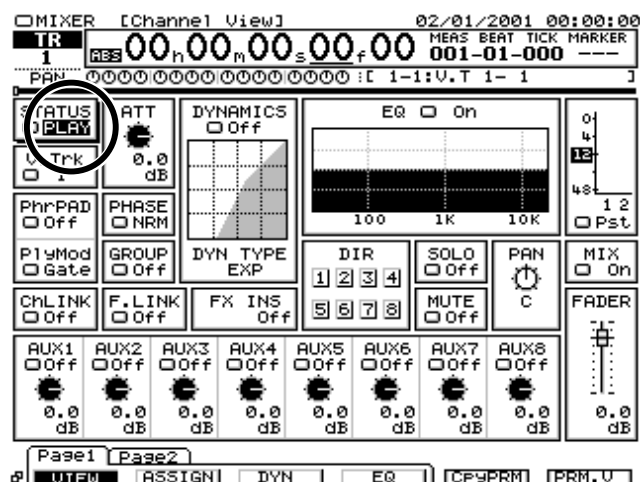 MIXER [Channel View] 02/01/2001 00:00:00
TR 1 ABS 00h00m00s00f00 MEAS BEAT TICK MARKER
001-01-000 ---
PAN [ 1-1:V.T 1- 1 ]
STATUS ATT DYNAMICS EQ On
PLAY Off
V.Trk 0.0
1 dB
0
4
12
48
PhrPAD PHASE 100 1K 10K 1 2
Off NRM Pst
PlyMod GROUP DYN TYPE DIR SOLO PAN MIX
Gate Off EXP 1 2 3 4 Off On
ChLINK F.LINK FX INS 5 6 7 8 MUTE C FADER
Off Off Off Off
AUX1 AUX2 AUX3 AUX4 AUX5 AUX6 AUX7 AUX8
Off Off Off Off Off Off Off Off
0.0 0.0 0.0 0.0 0.0 0.0 0.0 0.0 0.0
dB dB dB dB dB dB dB dB dB
Page1 Page2
VIEW ASSIGN DYN EQ CpyPRM PRM.V